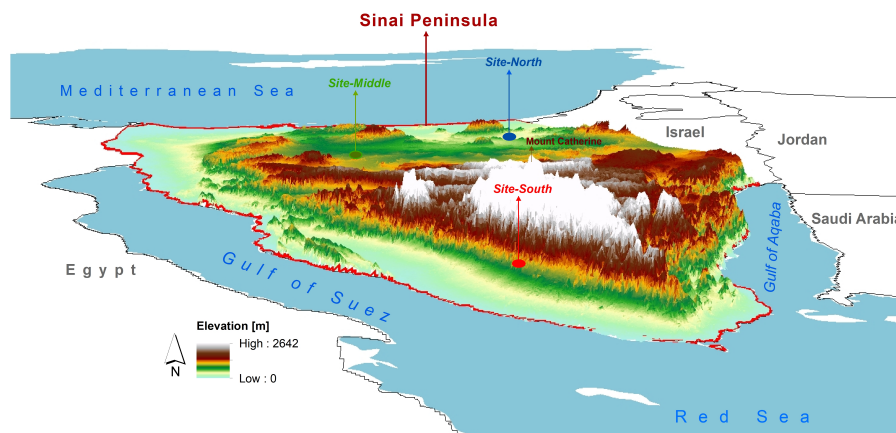 Sinai Peninsula
Site-North
Site-Middle
Mediterranean Sea
Mount Catherine
Israel
Jordan
Site-South
Saudi Arabia
Gulf of Aqaba
Egypt
Gulf of Suez
Elevation [m]
High : 2642
Low : 0
N
Red Sea